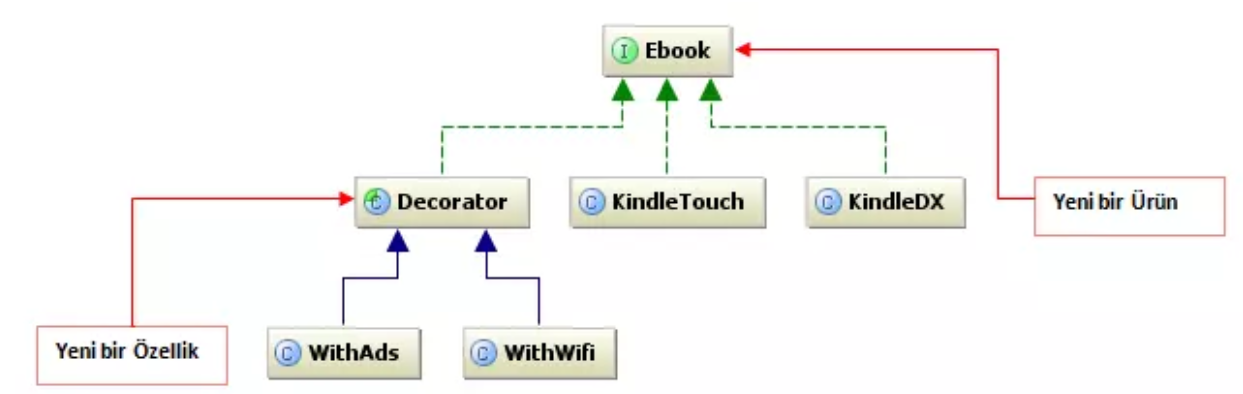 I Ebook
C Decorator
C KindleTouch
C KindleDX
Yeni bir Ürün
Yeni bir Özellik
C WithAds
C WithWifi